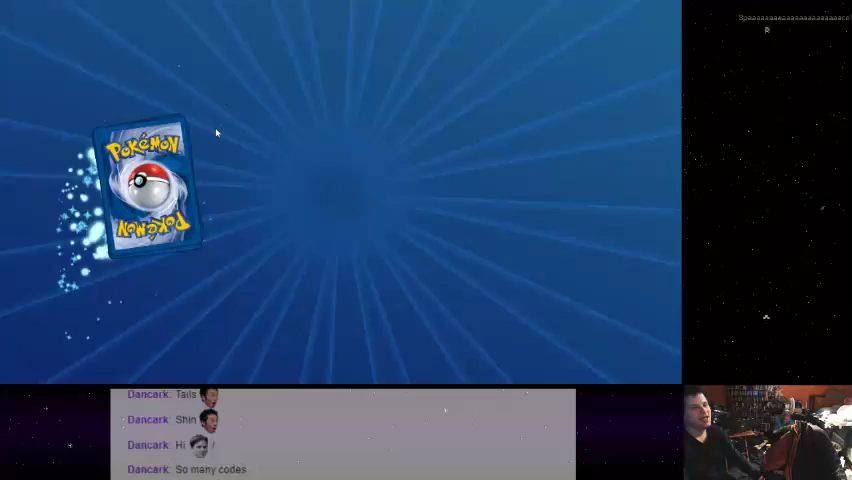 POKéMON
POKéMON
R
Dancark: Tails
Dancark: Shin
Dancark: Hi /
Dancark: So many codes